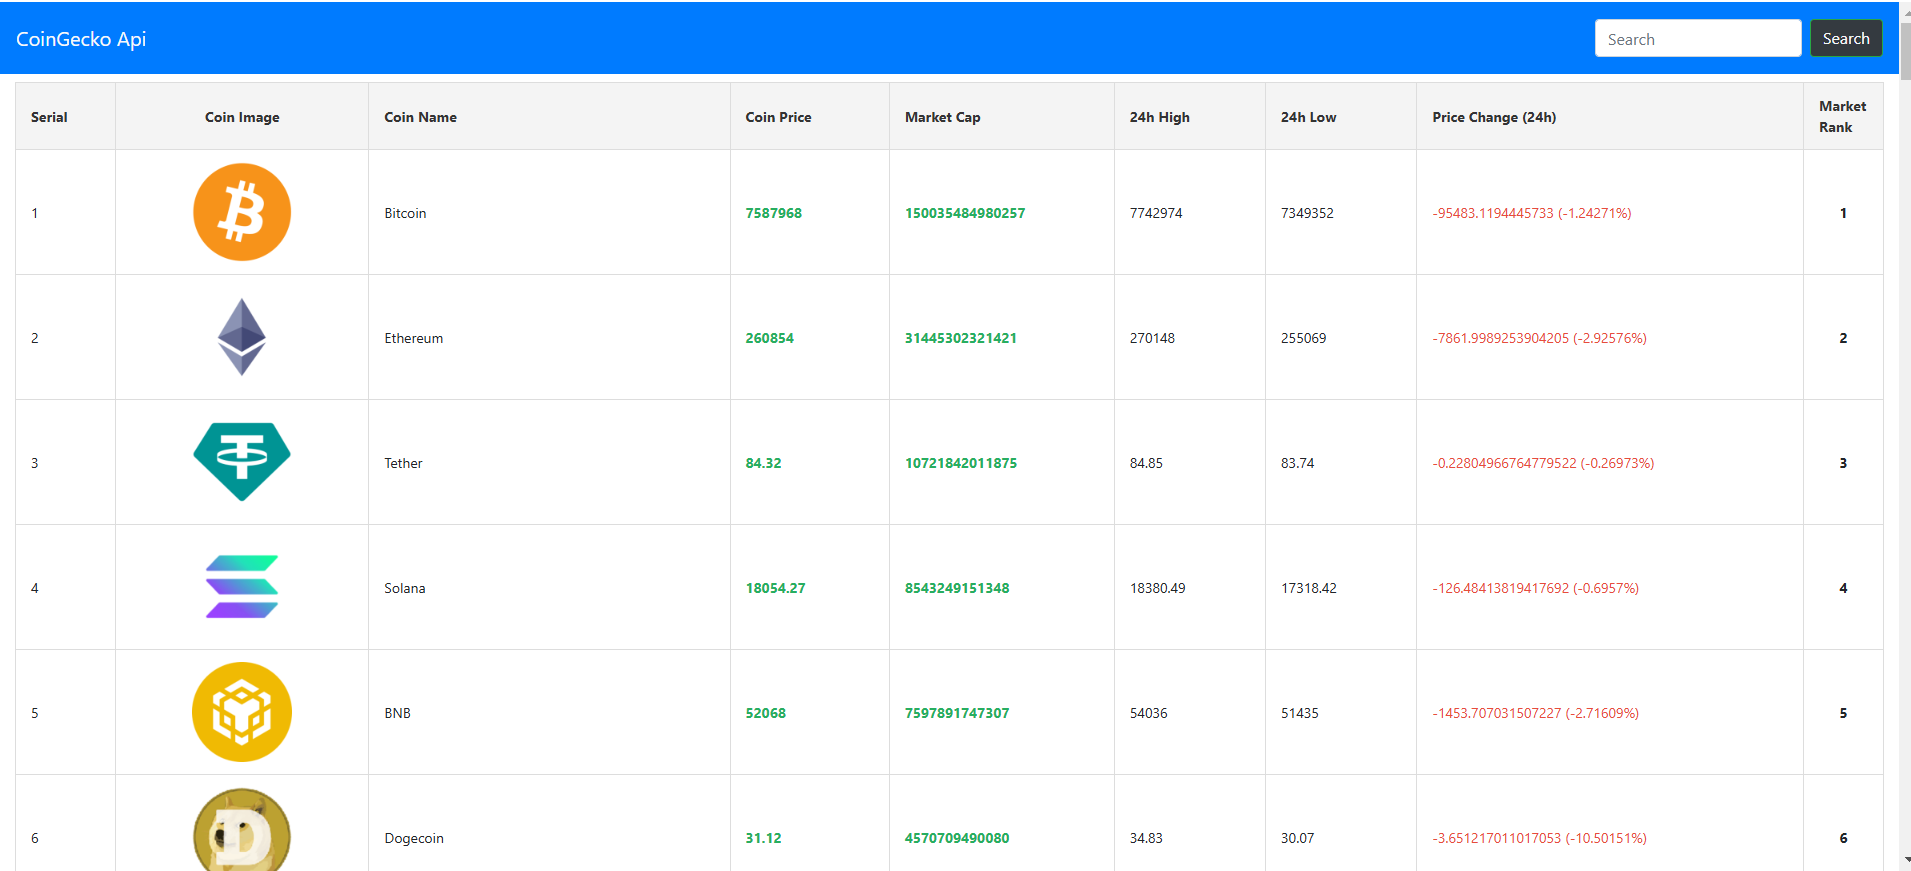 CoinGecko Api
Search Search
Serial Coin Image Coin Name Coin Price Market Cap 24h High 24h Low Price Change (24h) Market Rank
1 Bitcoin 7587968 150035484980257 7742974 7349352 -95483.1194445733 (-1.24271%) 1
2 Ethereum 260854 31445302321421 270148 255069 -7861.9989253904205 (-2.92576%) 2
3 Tether 84.32 10721842011875 84.85 83.74 -0.22804966764779522 (-0.26973%) 3
4 Solana 18054.27 8543249151348 18380.49 17318.42 -126.48413819417692 (-0.6957%) 4
5 BNB 52068 7597891747307 54036 51435 -1453.707031507227 (-2.71609%) 5
6 Dogecoin 31.12 4570709490080 34.83 30.07 -3.651217011017053 (-10.50151%) 6